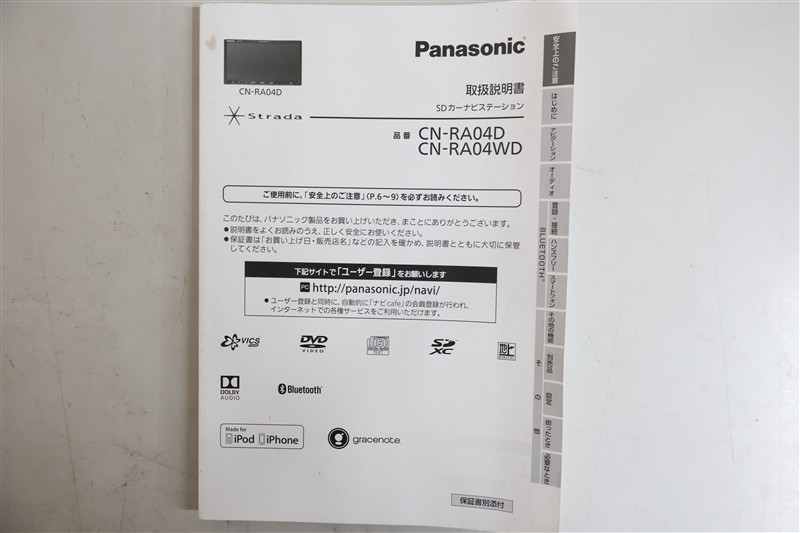 Panasonic
CN-RA04D
取扱説明書
SDカーナビステーション
Strada
品番 CN-RA04D
CN-RA04WD
ご使用前に、「安全上のご注意」(P.6～9)を必ずお読みください。
このたびは、パナソニック製品をお買い上げいただき、まことにありがとうございます。
●説明書をよくお読みのうえ、正しく安全にお使いください。
●保証書は「お買い上げ日・販売店名」などの記入を確かめ、説明書とともに大切に保管
してください。
下記サイトで「ユーザー登録」をお願いします
PC http://panasonic.jp/navi/
●ユーザー登録と同時に、自動的に「ナビcafe」の会員登録が行われ、
インターネットでの各種サービスをご利用いただけます。
VICS
DVD
VIDEO
COMPACT
disc
DIGITAL AUDIO
TEXT
SD
XC
DOLBY
AUDIO
Bluetooth
Made for
iPod iPhone
gracenote.
保証書別添付
安全上のご注意
はじめに
ナビゲーション
オーディオ
BLUETOOTH®
登録・接続
ハンズフリー
スマートフォン
その他の機能
その他
別売品
設定
困ったとき
必要なとき